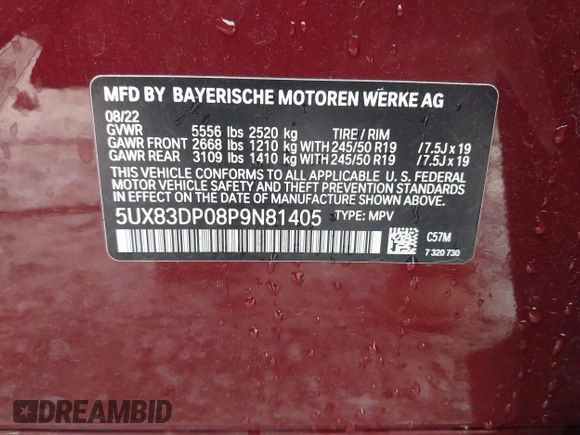 MFD BY BAYERISCHE MOTOREN WERKE AG
08/22
GVWR 5556 lbs 2520 kg TIRE / RIM
GAWR FRONT 2668 lbs 1210 kg WITH 245/50 R19 /7.5J x 19
GAWR REAR 3109 lbs 1410 kg WITH 245/50 R19 /7.5J x 19
THIS VEHICLE CONFORMS TO ALL APPLICABLE U. S. FEDERAL
MOTOR VEHICLE SAFETY, BUMPER, AND THEFT PREVENTION STANDARDS
IN EFFECT ON THE DATE OF MANUFACTURE SHOWN ABOVE.
5UX83DP08P9N81405 TYPE: MPV
C57M
7 320 730
DREAMBID